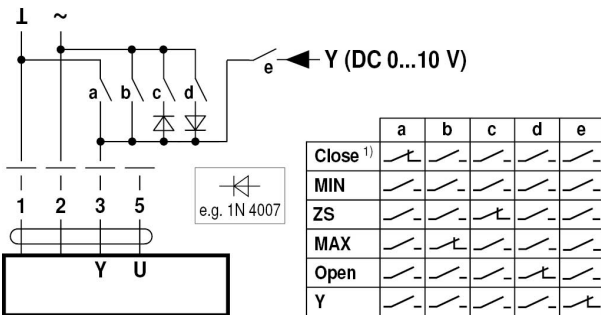 ⊥ ~
e Y (DC 0...10 V)
a b c d
1 2 3 5
Y U
e.g. 1N 4007
a b c d e
Close 1)
MIN
ZS
MAX
Open
Y